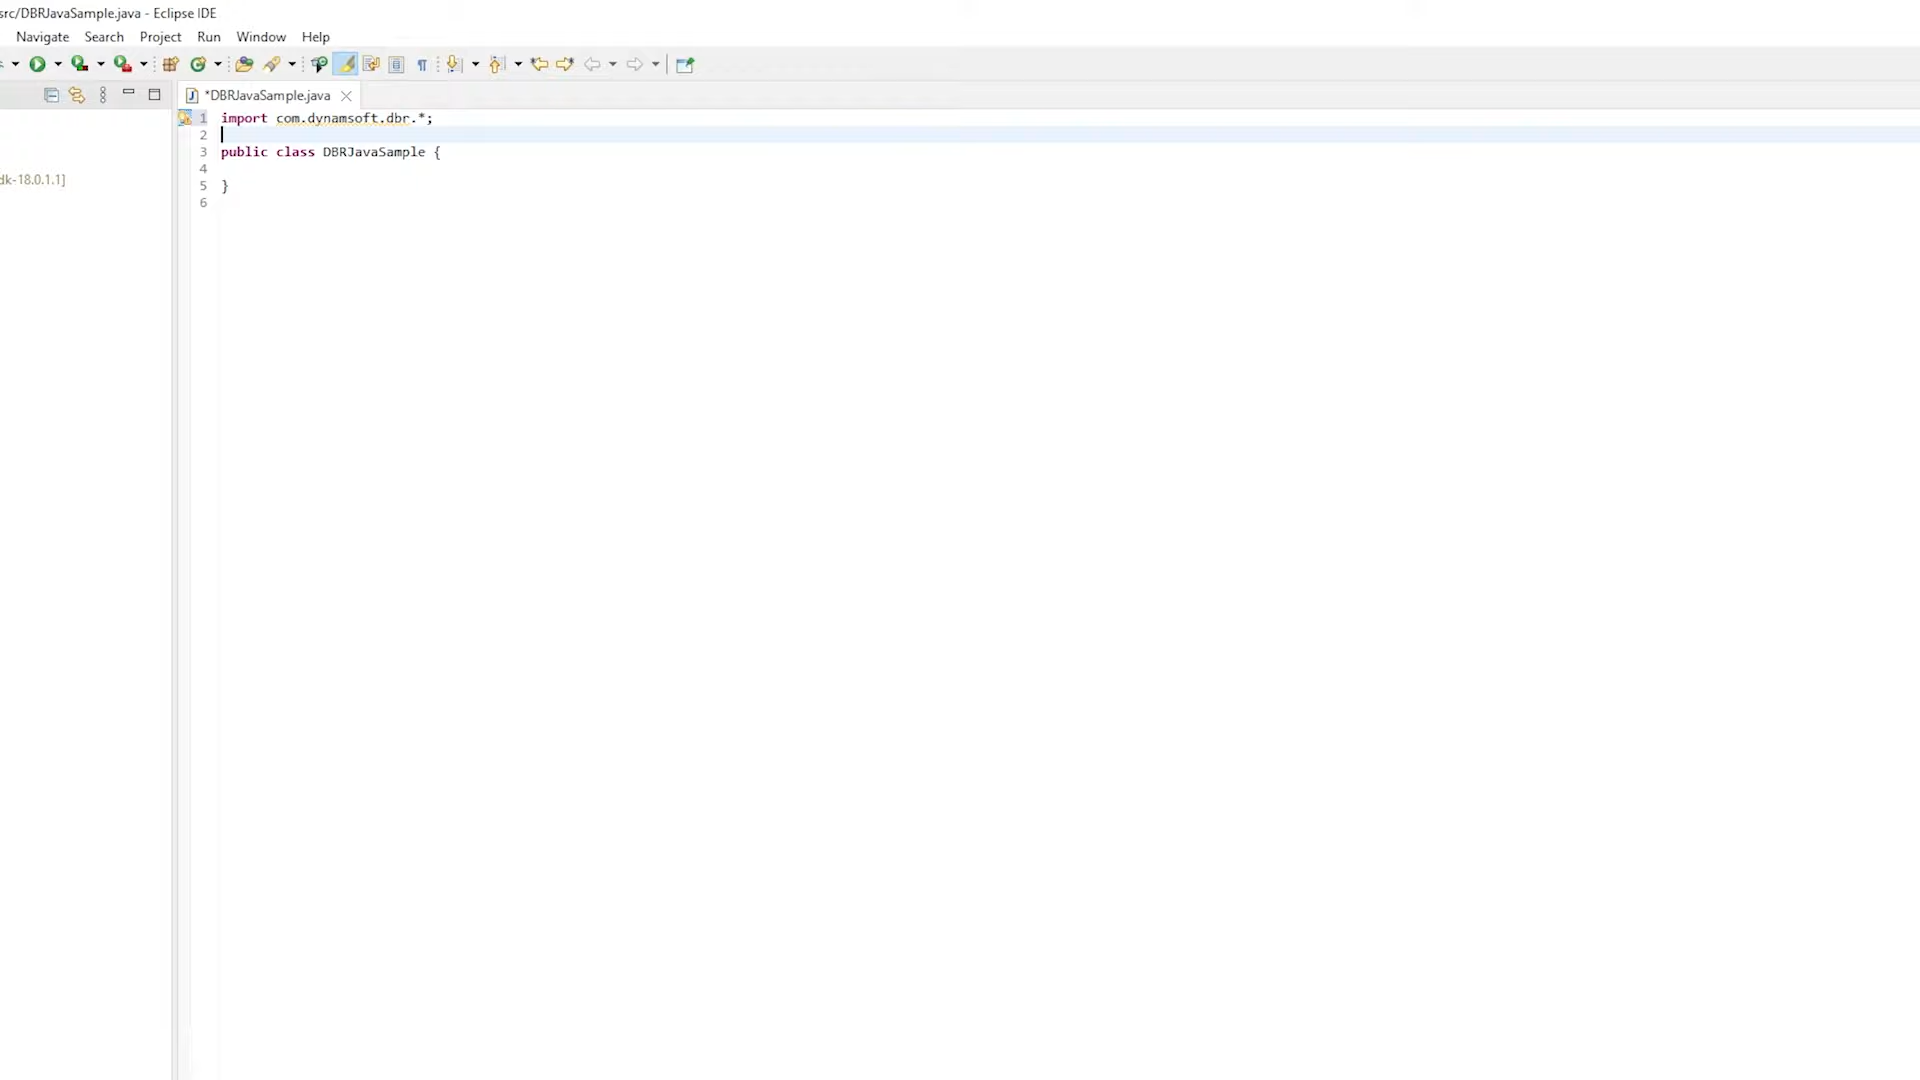 src/DBRJavaSample.java - Eclipse IDE
Navigate Search Project Run Window Help
*DBRJavaSample.java
1 import com.dynamsoft.dbr.*;
2
3 public class DBRJavaSample {
4
dk-18.0.1.1]
5 }
6